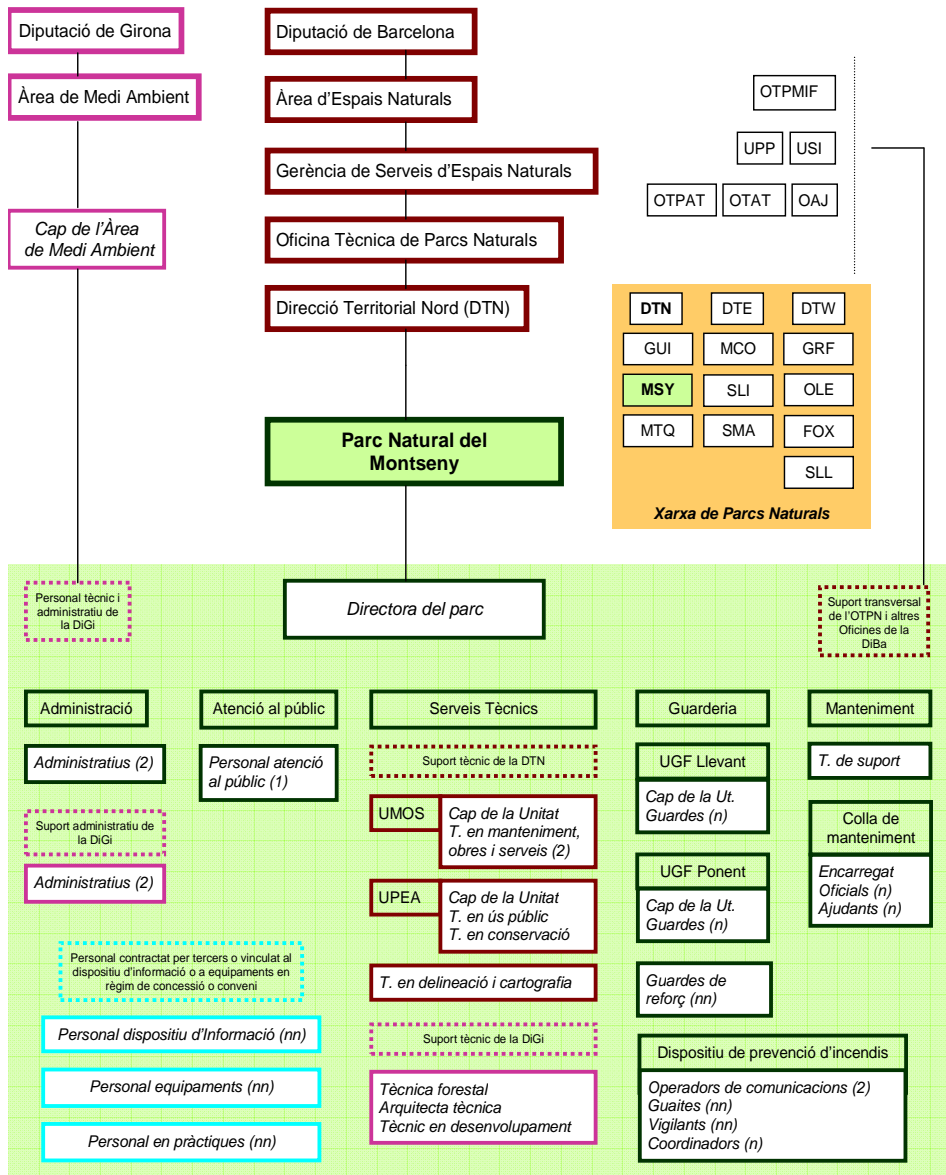 Diputació de Girona
Àrea de Medi Ambient
Cap de l'Àrea
de Medi Ambient
Diputació de Barcelona
Àrea d'Espais Naturals
Gerència de Serveis d'Espais Naturals
Oficina Tècnica de Parcs Naturals
Direcció Territorial Nord (DTN)
Parc Natural del
Montseny
OTPMIF
UPP USI
OTPAT OTAT OAJ
DTN DTE DTW
GUI MCO GRF
MSY SLI OLE
MTQ SMA FOX
SLL
Xarxa de Parcs Naturals
Personal tècnic i
administratiu de
la DiGi
Directora del parc
Suport transversal
de l'OTPN i altres
Oficines de la
DiBa
Administració
Administratius (2)
Suport administratiu de
la DiGi
Administratius (2)
Atenció al públic
Personal atenció
al públic (1)
Personal contractat per tercers o vinculat al
dispositiu d'informació o a equipaments en
règim de concessió o conveni
Personal dispositiu d'Informació (nn)
Personal equipaments (nn)
Personal en pràctiques (nn)
Serveis Tècnics
Suport tècnic de la DTN
UMOS
Cap de la Unitat
T. en manteniment,
obres i serveis (2)
UPEA
Cap de la Unitat
T. en ús públic
T. en conservació
T. en delineació i cartografia
Suport tècnic de la DiGi
Tècnica forestal
Arquitecta tècnica
Tècnic en desenvolupament
Guarderia
UGF Llevant
Cap de la Ut.
Guardes (n)
UGF Ponent
Cap de la Ut.
Guardes (n)
Guardes de
reforç (nn)
Dispositiu de prevenció d'incendis
Operadors de comunicacions (2)
Guaites (nn)
Vigilants (nn)
Coordinadors (n)
Manteniment
T. de suport
Colla de
manteniment
Encarregat
Oficials (n)
Ajudants (n)